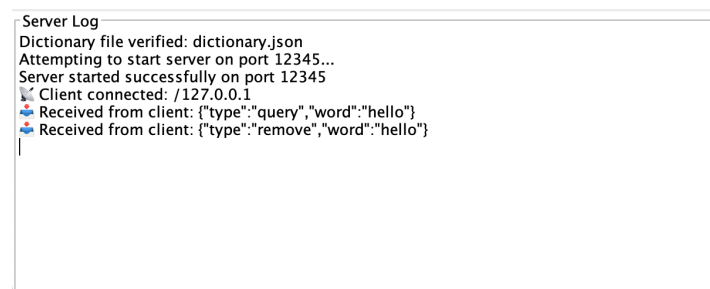 Server Log
Dictionary file verified: dictionary.json
Attempting to start server on port 12345...
Server started successfully on port 12345
📡 Client connected: /127.0.0.1
📥 Received from client: {"type":"query","word":"hello"}
📥 Received from client: {"type":"remove","word":"hello"}